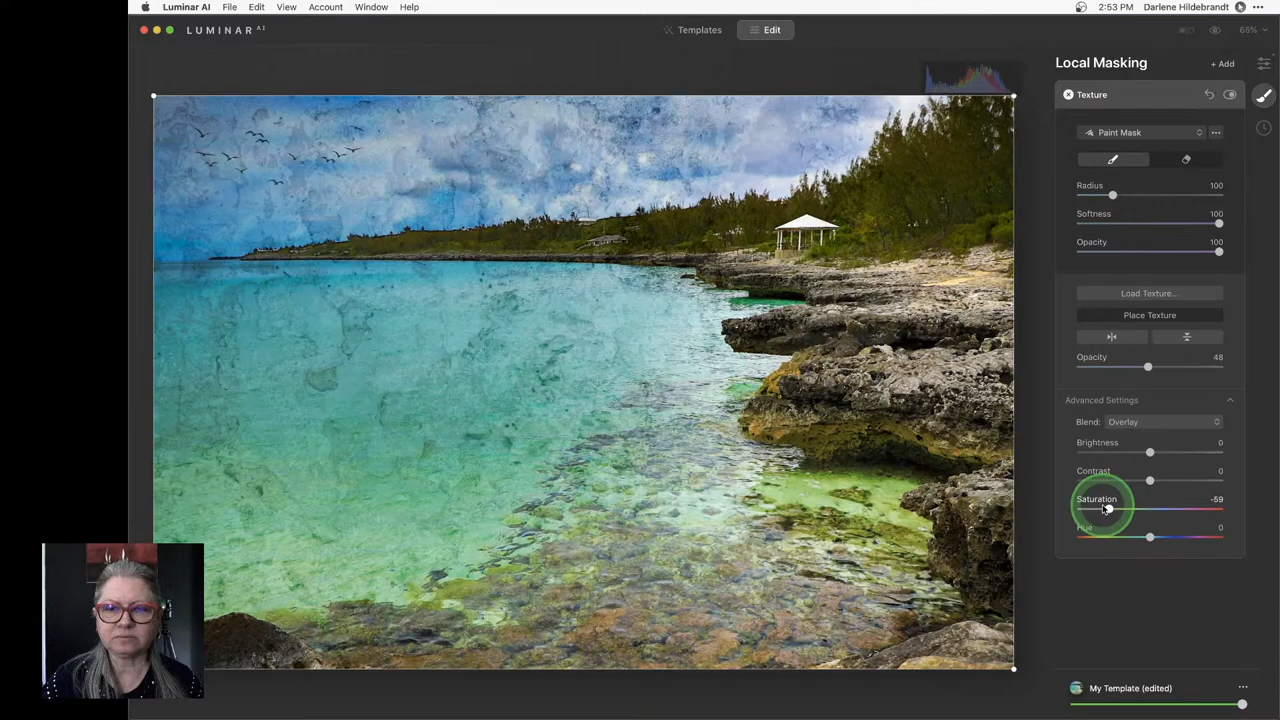 Luminar AI File Edit View Account Window Help 2:53 PM Darlene Hildebrandt
LUMINAR AI Templates Edit 65%
Local Masking + Add
Texture
Paint Mask
Radius 100
Softness 100
Opacity 100
Load Texture...
Place Texture
Opacity 48
Advanced Settings
Blend: Overlay
Brightness 0
Contrast 0
Saturation -59
Hue 0
My Template (edited)